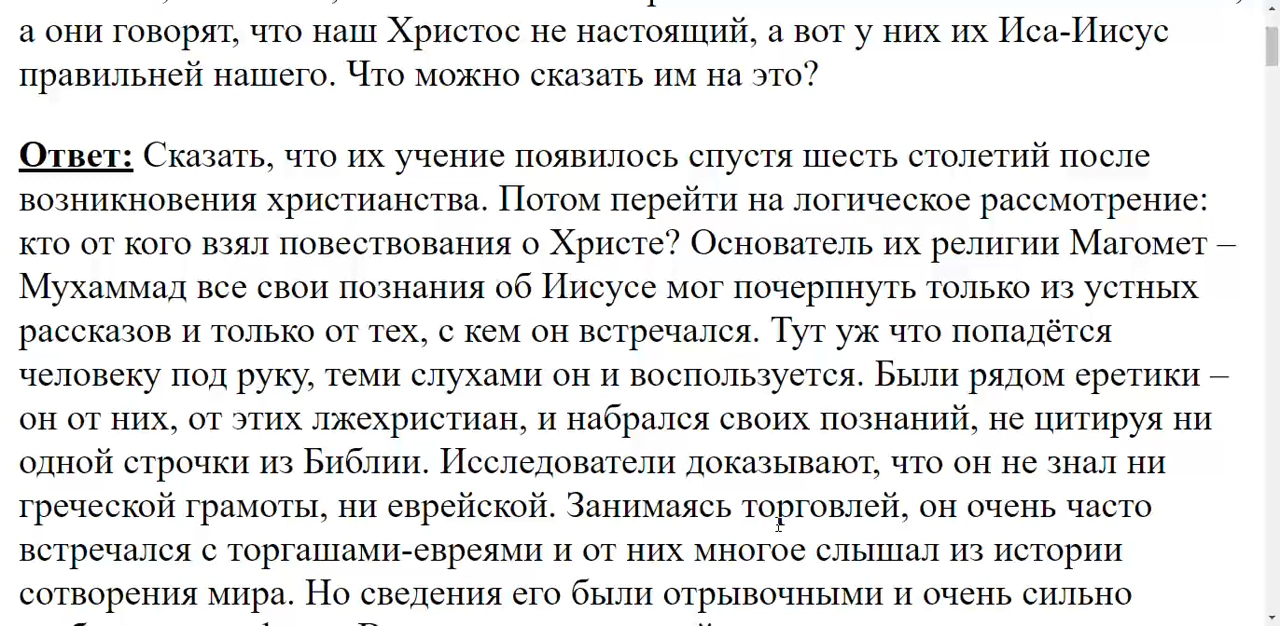 а они говорят, что наш Христос не настоящий, а вот у них их Иса-Иисус
правильней нашего. Что можно сказать им на это?
Ответ: Сказать, что их учение появилось спустя шесть столетий после
возникновения христианства. Потом перейти на логическое рассмотрение:
кто от кого взял повествования о Христе? Основатель их религии Магомет –
Мухаммад все свои познания об Иисусе мог почерпнуть только из устных
рассказов и только от тех, с кем он встречался. Тут уж что попадётся
человеку под руку, теми слухами он и воспользуется. Были рядом еретики –
он от них, от этих лжехристиан, и набрался своих познаний, не цитируя ни
одной строчки из Библии. Исследователи доказывают, что он не знал ни
греческой грамоты, ни еврейской. Занимаясь торговлей, он очень часто
встречался с торгашами-евреями и от них многое слышал из истории
сотворения мира. Но сведения его были отрывочными и очень сильно